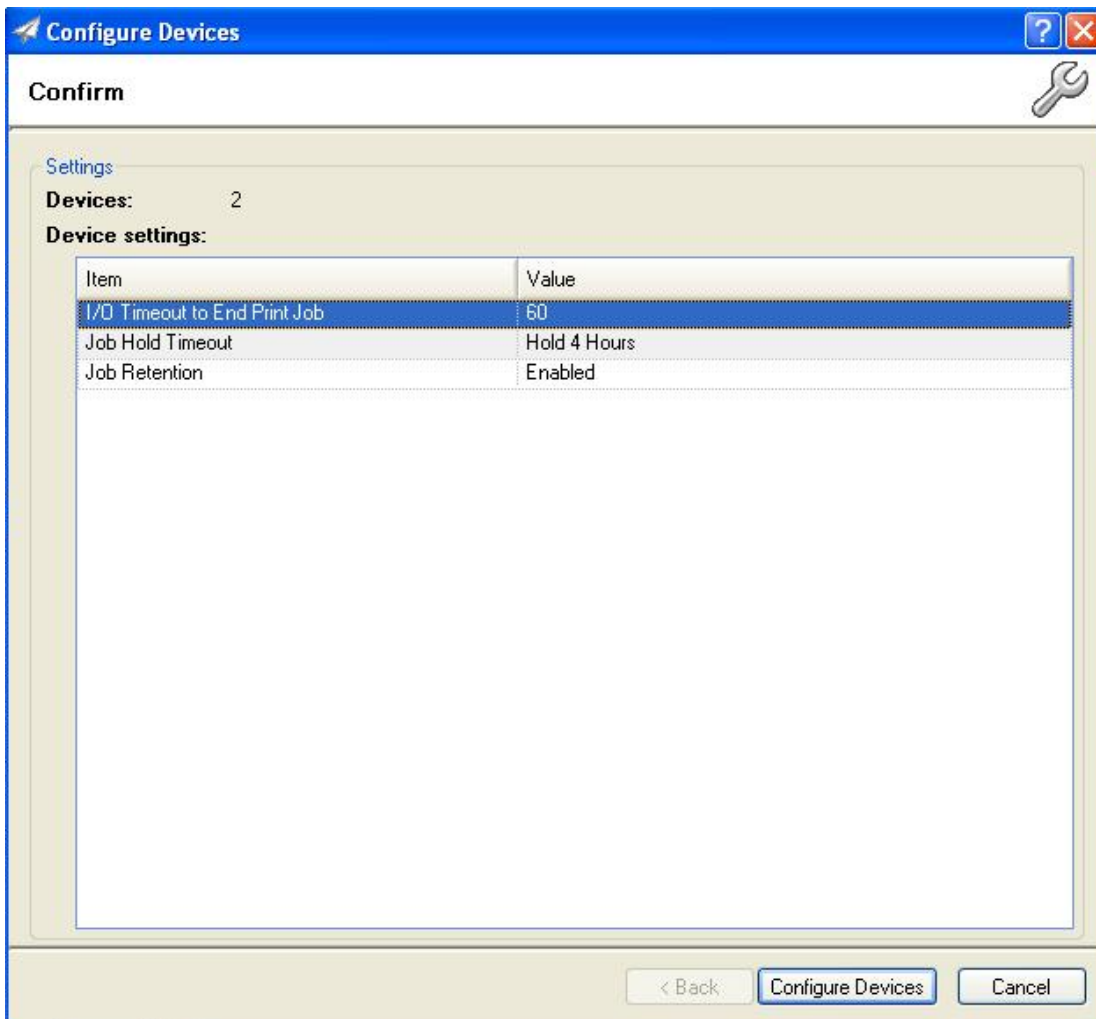 Configure Devices
Confirm
Settings
Devices: 2
Device settings:
Item Value
I/O Timeout to End Print Job 60
Job Hold Timeout Hold 4 Hours
Job Retention Enabled
< Back Configure Devices Cancel